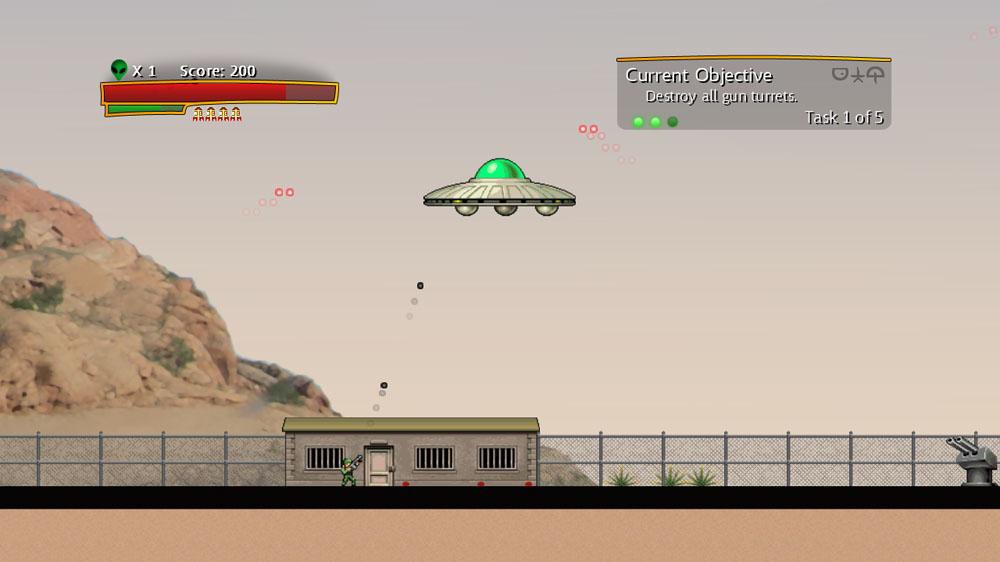 X 1 Score: 200
Current Objective
Destroy all gun turrets.
Task 1 of 5